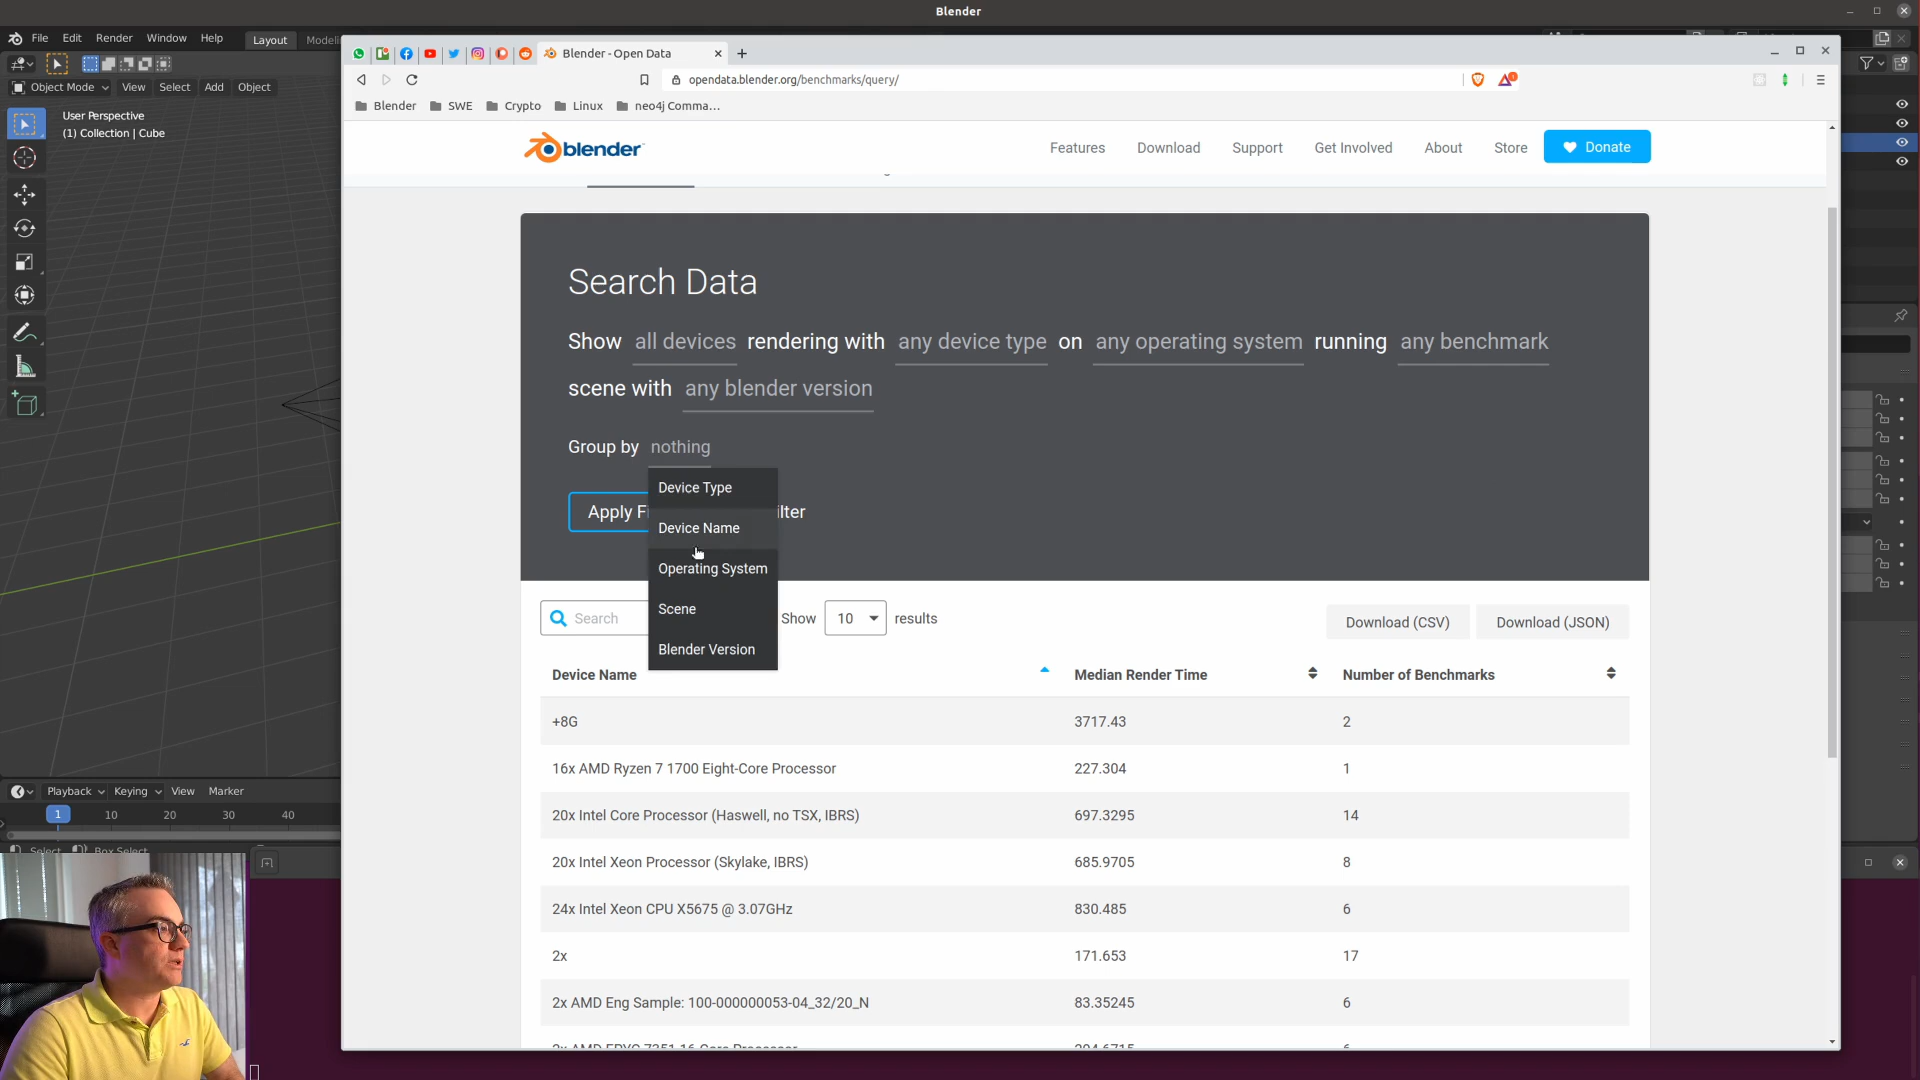 Blender
File Edit Render Window Help Layout
Blender - Open Data
opendata.blender.org/benchmarks/query/
Object Mode View Select Add Object
Blender SWE Crypto Linux neo4j Comma...
User Perspective
(1) Collection | Cube
blender
Features Download Support Get Involved About Store Donate
Search Data
Show all devices rendering with any device type on any operating system running any benchmark
scene with any blender version
Group by nothing
Device Type
Apply F ilter
Device Name
Operating System
Scene
Blender Version
Search Show 10 results
Download (CSV) Download (JSON)
Device Name Median Render Time Number of Benchmarks
+8G 3717.43 2
16x AMD Ryzen 7 1700 Eight-Core Processor 227.304 1
20x Intel Core Processor (Haswell, no TSX, IBRS) 697.3295 14
20x Intel Xeon Processor (Skylake, IBRS) 685.9705 8
24x Intel Xeon CPU X5675 @ 3.07GHz 830.485 6
2x 171.653 17
2x AMD Eng Sample: 100-000000053-04_32/20_N 83.35245 6
Playback Keying View Marker
1 10 20 30 40
Select Box Select